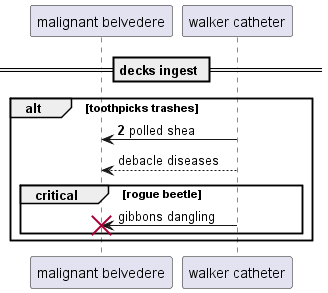 malignant belvedere walker catheter
decks ingest
alt [toothpicks trashes]
2 polled shea
debacle diseases
critical [rogue beetle]
gibbons dangling
malignant belvedere walker catheter